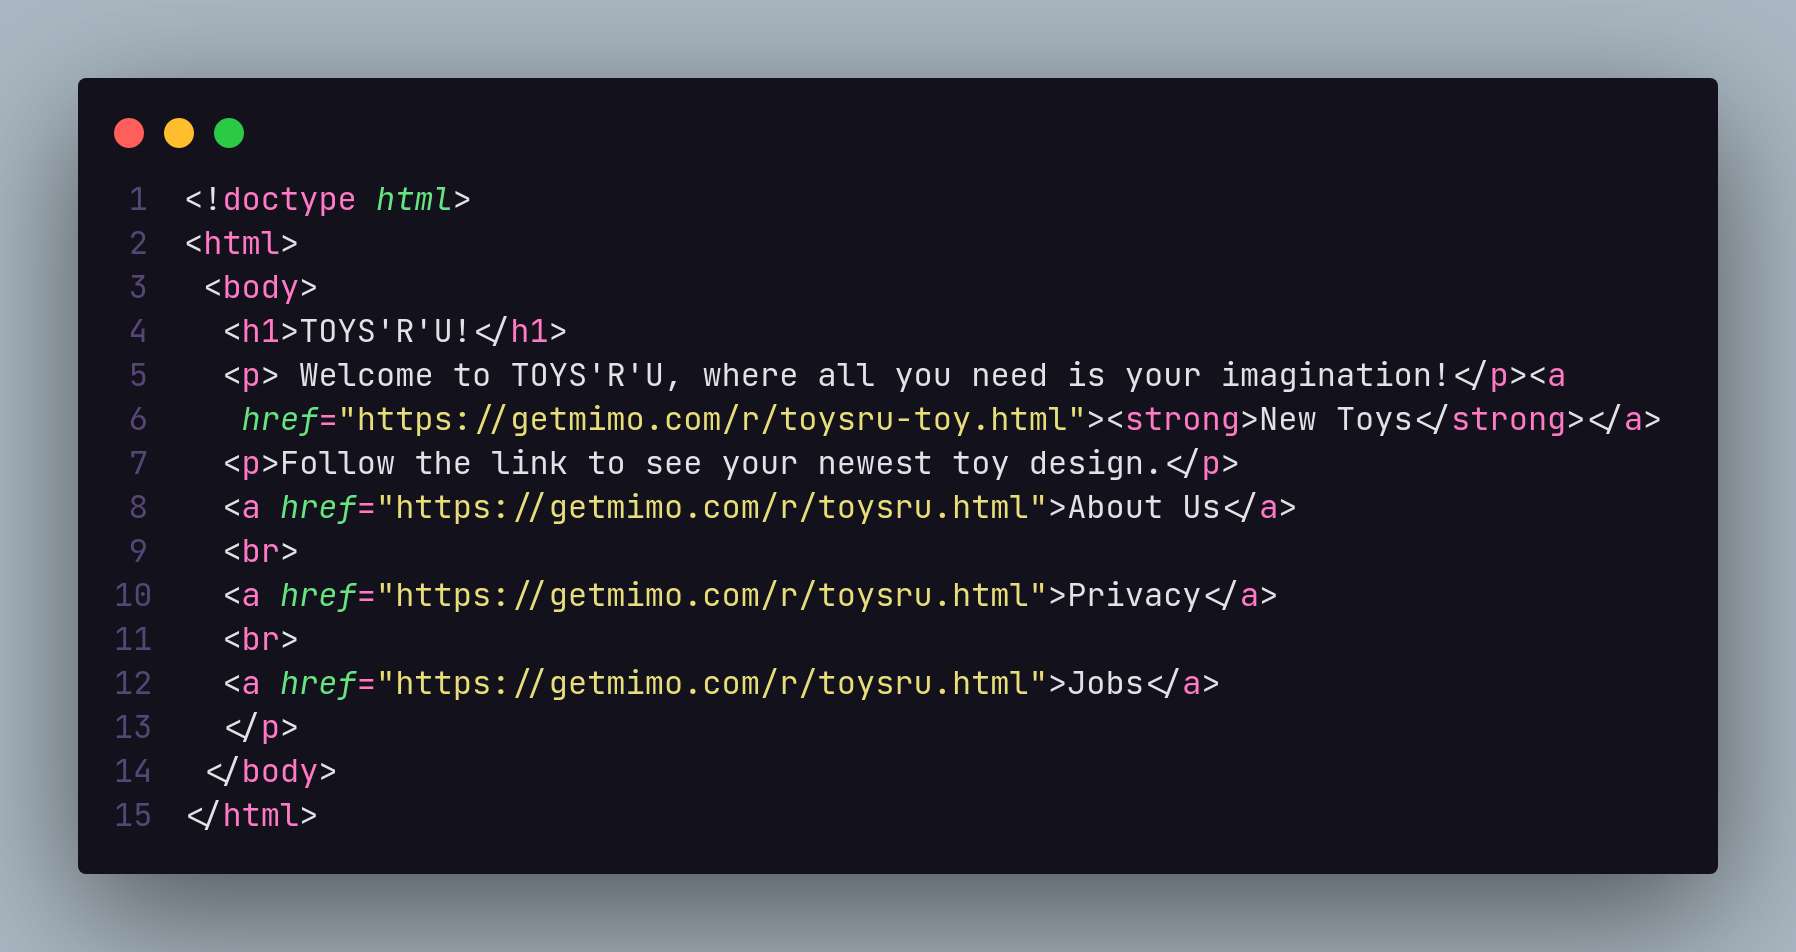 1 <!doctype html>
2 <html>
3  <body>
4   <h1>TOYS'R'U!</h1>
5   <p> Welcome to TOYS'R'U, where all you need is your imagination!</p><a
6    href="https://getmimo.com/r/toysru-toy.html"><strong>New Toys</strong></a>
7   <p>Follow the link to see your newest toy design.</p>
8   <a href="https://getmimo.com/r/toysru.html">About Us</a>
9   <br>
10   <a href="https://getmimo.com/r/toysru.html">Privacy</a>
11   <br>
12   <a href="https://getmimo.com/r/toysru.html">Jobs</a>
13   </p>
14  </body>
15 </html>